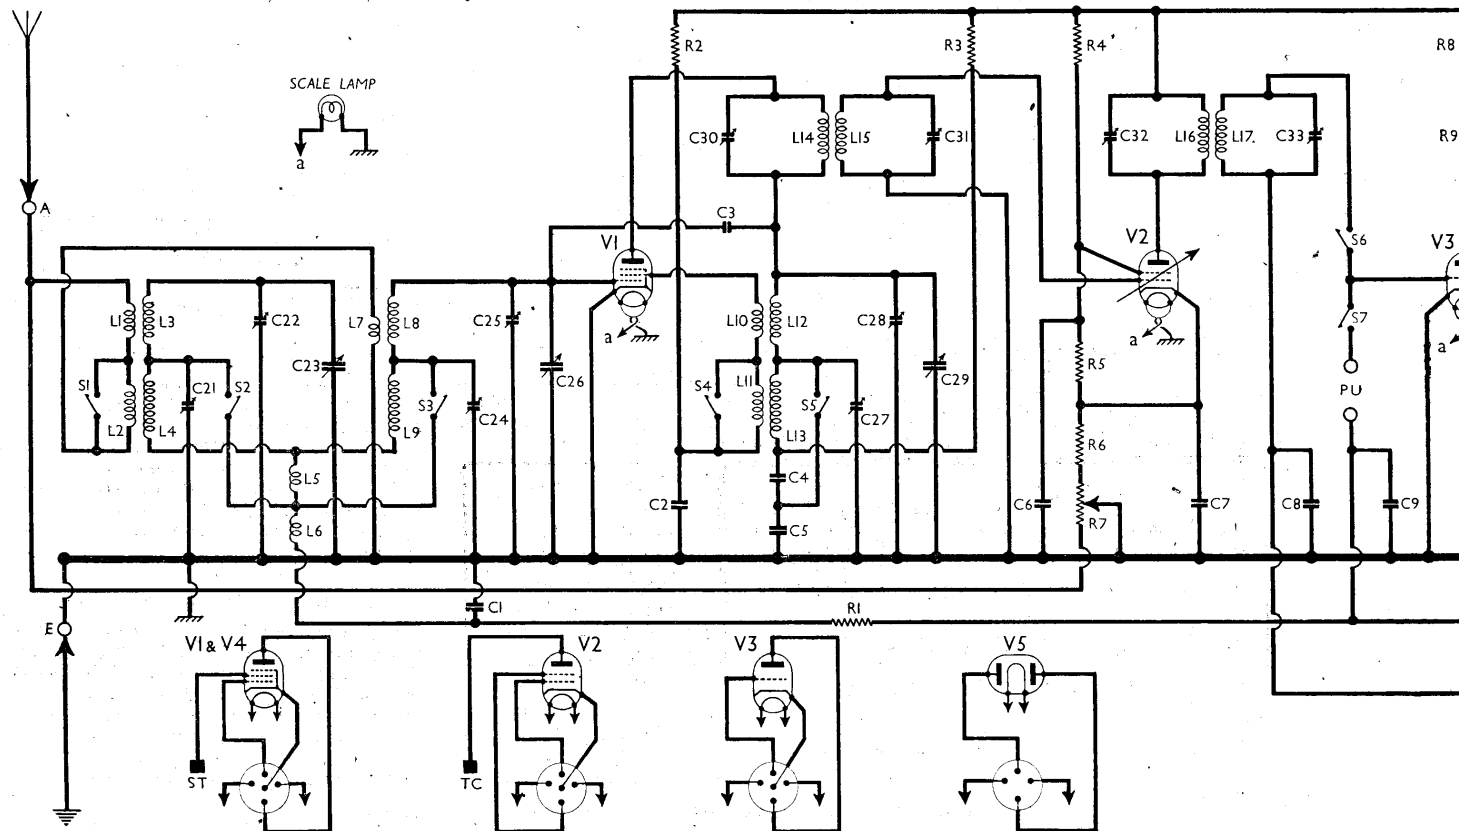 R2
R3
R4
R8
SCALE LAMP
a
C30
L14
L15
C31
C32
L16
L17
C33
R9
A
C3
V1
V2
S6
V3
L1
L3
C22
L7
L8
C25
L10
L12
C28
S7
a
a
a
C23
C26
C29
R5
S1
C21
S2
S3
C24
S4
L11
S5
C27
PU
L2
L4
L9
L13
R6
L5
C4
C2
C6
R7
C7
C8
C9
L6
C5
C1
R1
E
V1 & V4
V2
V3
V5
ST
TC